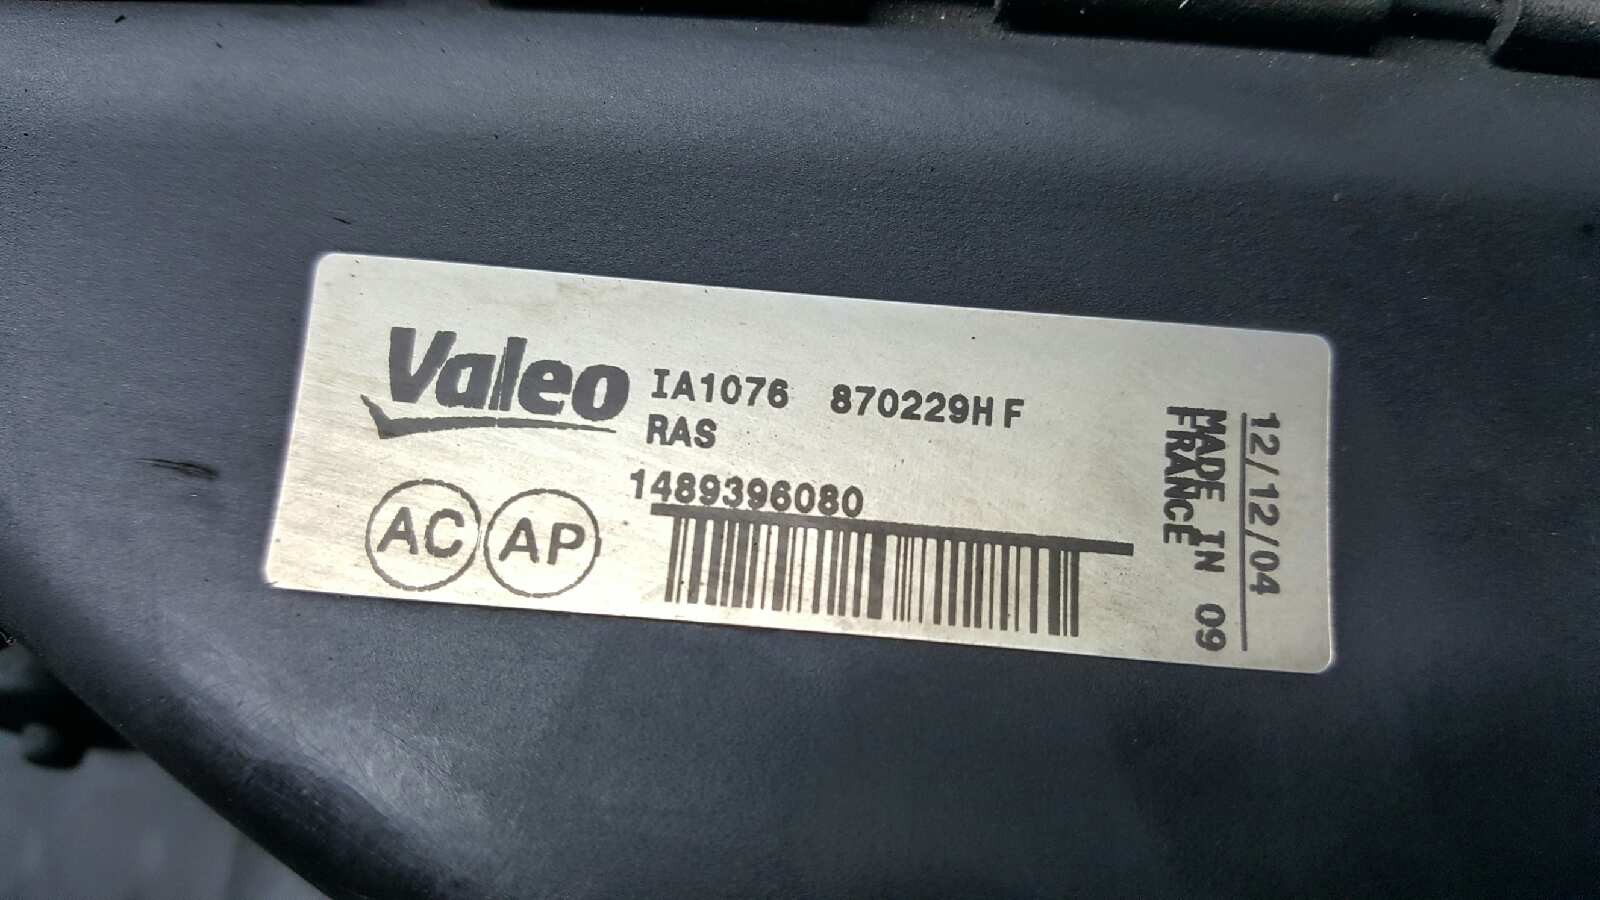 Valeo
IA1076 870229H F
RAS
1489396080
AC AP
12/12/04
MADE IN 09
FRANCE